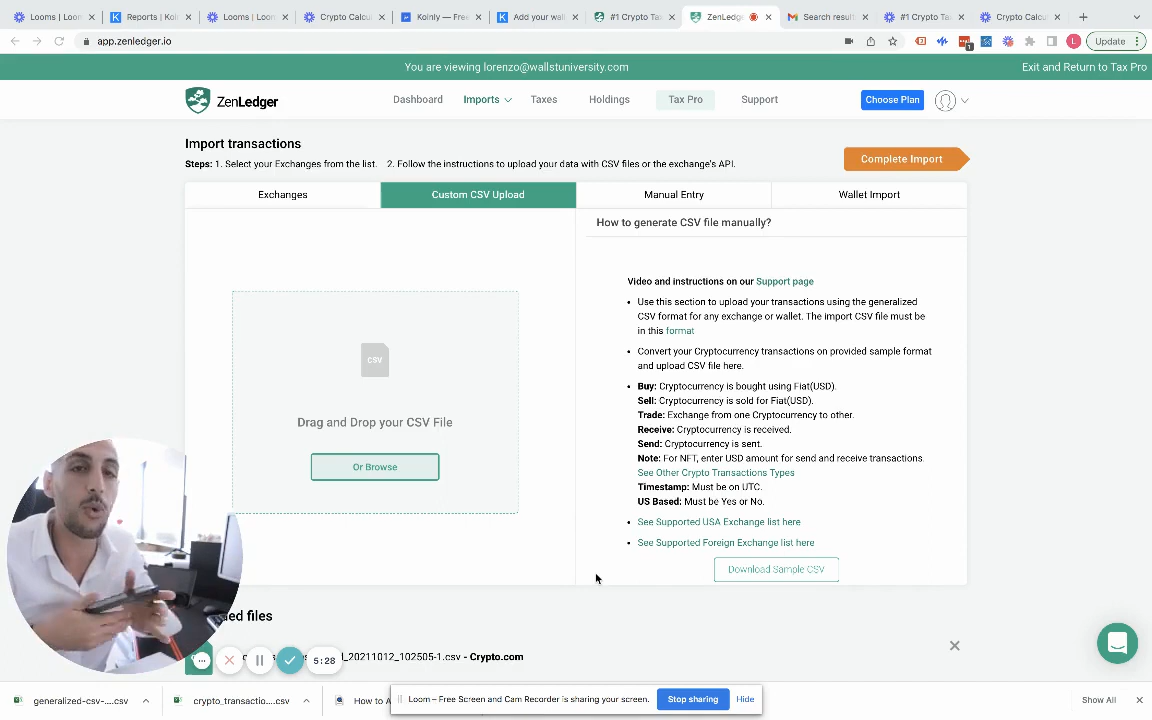 Looms | Loom
Reports | Koin
Looms | Loom
Crypto Calcu
Koinly — Free
Add your wall
#1 Crypto Tax
ZenLedger
Search result
#1 Crypto Tax
Crypto Calcu
app.zenledger.io
1
L
Update
You are viewing lorenzo@wallstuniversity.com
Exit and Return to Tax Pro
ZenLedger
Dashboard
Imports
Taxes
Holdings
Tax Pro
Support
Choose Plan
Import transactions
Steps: 1. Select your Exchanges from the list. 2. Follow the instructions to upload your data with CSV files or the exchange's API.
Complete Import
Exchanges
Custom CSV Upload
Manual Entry
Wallet Import
How to generate CSV file manually?
CSV
Drag and Drop your CSV File
Or Browse
Video and instructions on our Support page
Use this section to upload your transactions using the generalized
CSV format for any exchange or wallet. The import CSV file must be
in this format
Convert your Cryptocurrency transactions on provided sample format
and upload CSV file here.
Buy: Cryptocurrency is bought using Fiat(USD).
Sell: Cryptocurrency is sold for Fiat(USD).
Trade: Exchange from one Cryptocurrency to other.
Receive: Cryptocurrency is received.
Send: Cryptocurrency is sent.
Note: For NFT, enter USD amount for send and receive transactions.
See Other Crypto Transactions Types
Timestamp: Must be on UTC.
US Based: Must be Yes or No.
See Supported USA Exchange list here
See Supported Foreign Exchange list here
Download Sample CSV
ed files
d_20211012_102505-1.csv - Crypto.com
5:28
generalized-csv-....csv
crypto_transactio....csv
How to A
Loom – Free Screen and Cam Recorder is sharing your screen.
Stop sharing
Hide
Show All